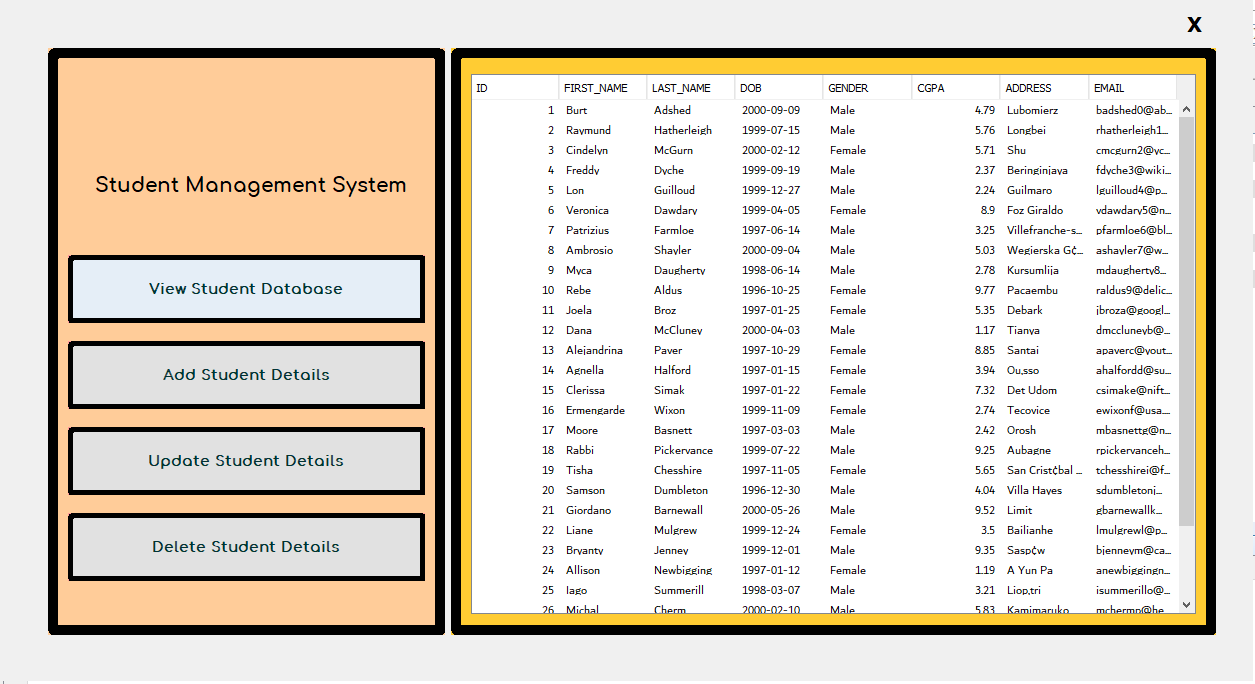 X
Student Management System
View Student Database
Add Student Details
Update Student Details
Delete Student Details
ID FIRST_NAME LAST_NAME DOB GENDER CGPA ADDRESS EMAIL
1 Burt Adshed 2000-09-09 Male 4.79 Lubomierz badshed0@ab...
2 Raymund Hatherleigh 1999-07-15 Male 5.76 Longbei rhatherleigh1...
3 Cindelyn McGurn 2000-02-12 Female 5.71 Shu cmcgurn2@yc...
4 Freddy Dyche 1999-09-19 Male 2.37 Beringinjaya fdyche3@wiki...
5 Lon Guilloud 1999-12-27 Male 2.24 Guilmaro lguilloud4@p...
6 Veronica Dawdary 1999-04-05 Female 8.9 Foz Giraldo vdawdary5@n...
7 Patrizius Farmloe 1997-06-14 Male 3.25 Villefranche-s... pfarmloe6@bl...
8 Ambrosio Shayler 2000-09-04 Male 5.03 Wegierska G¢... ashayler7@w...
9 Myca Daugherty 1998-06-14 Male 2.78 Kursumlija mdaugherty8...
10 Rebe Aldus 1996-10-25 Female 9.77 Pacaembu raldus9@delic...
11 Joela Broz 1997-01-25 Female 5.35 Debark jbroza@googl...
12 Dana McCluney 2000-04-03 Male 1.17 Tianya dmccluneyb@...
13 Alejandrina Paver 1997-10-29 Female 8.85 Santai apaverc@yout...
14 Agnella Halford 1997-01-15 Female 3.94 Ou,sso ahalfordd@su...
15 Clerissa Simak 1997-01-22 Female 7.32 Det Udom csimake@nift...
16 Ermengarde Wixon 1999-11-09 Female 2.74 Tecovice ewixonf@usa....
17 Moore Basnett 1997-03-03 Male 2.42 Orosh mbasnettg@n...
18 Rabbi Pickervance 1999-07-22 Male 9.25 Aubagne rpickervanceh...
19 Tisha Chesshire 1997-11-05 Female 5.65 San Crist¢bal ... tchesshirei@f...
20 Samson Dumbleton 1996-12-30 Male 4.04 Villa Hayes sdumbletonj...
21 Giordano Barnewall 2000-05-26 Male 9.52 Limit gbarnewallk...
22 Liane Mulgrew 1999-12-24 Female 3.5 Bailianhe lmulgrewl@p...
23 Bryanty Jenney 1999-12-01 Male 9.35 Sasp¢w bjenneym@ca...
24 Allison Newbigging 1997-01-12 Female 1.19 A Yun Pa anewbiggingn...
25 Iago Summerill 1998-03-07 Male 3.21 Liop,tri isummerillo@...
26 Michal Cherm 2000-02-10 Male 5.83 Kamimaruko mchermp@he...